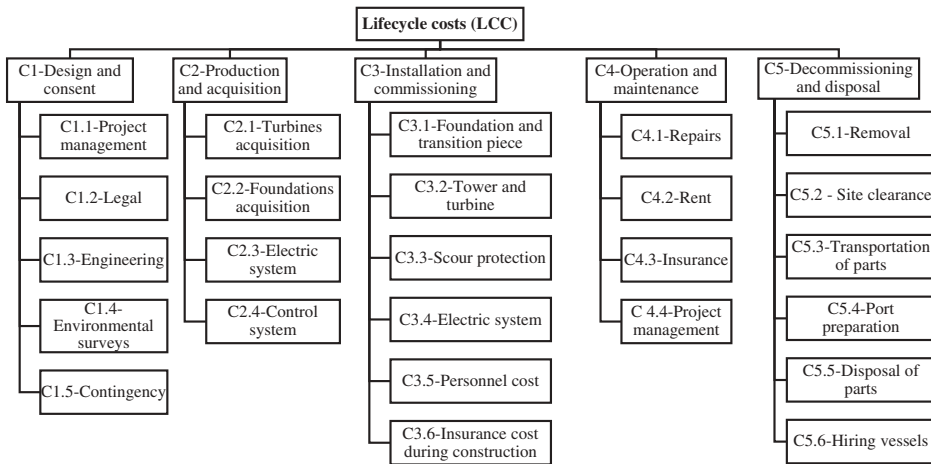 Lifecycle costs (LCC)
C1-Design and
consent
C1.1-Project
management
C1.2-Legal
C1.3-Engineering
C1.4-
Environmental
surveys
C1.5-Contingency
C2-Production
and acquisition
C2.1-Turbines
acquisition
C2.2-Foundations
acquisition
C2.3-Electric
system
C2.4-Control
system
C3-Installation and
commissioning
C3.1-Foundation and
transition piece
C3.2-Tower and
turbine
C3.3-Scour protection
C3.4-Electric system
C3.5-Personnel cost
C3.6-Insurance cost
during construction
C4-Operation and
maintenance
C4.1-Repairs
C4.2-Rent
C4.3-Insurance
C 4.4-Project
management
C5-Decommissioning
and disposal
C5.1-Removal
C5.2 - Site clearance
C5.3-Transportation
of parts
C5.4-Port
preparation
C5.5-Disposal of
parts
C5.6-Hiring vessels